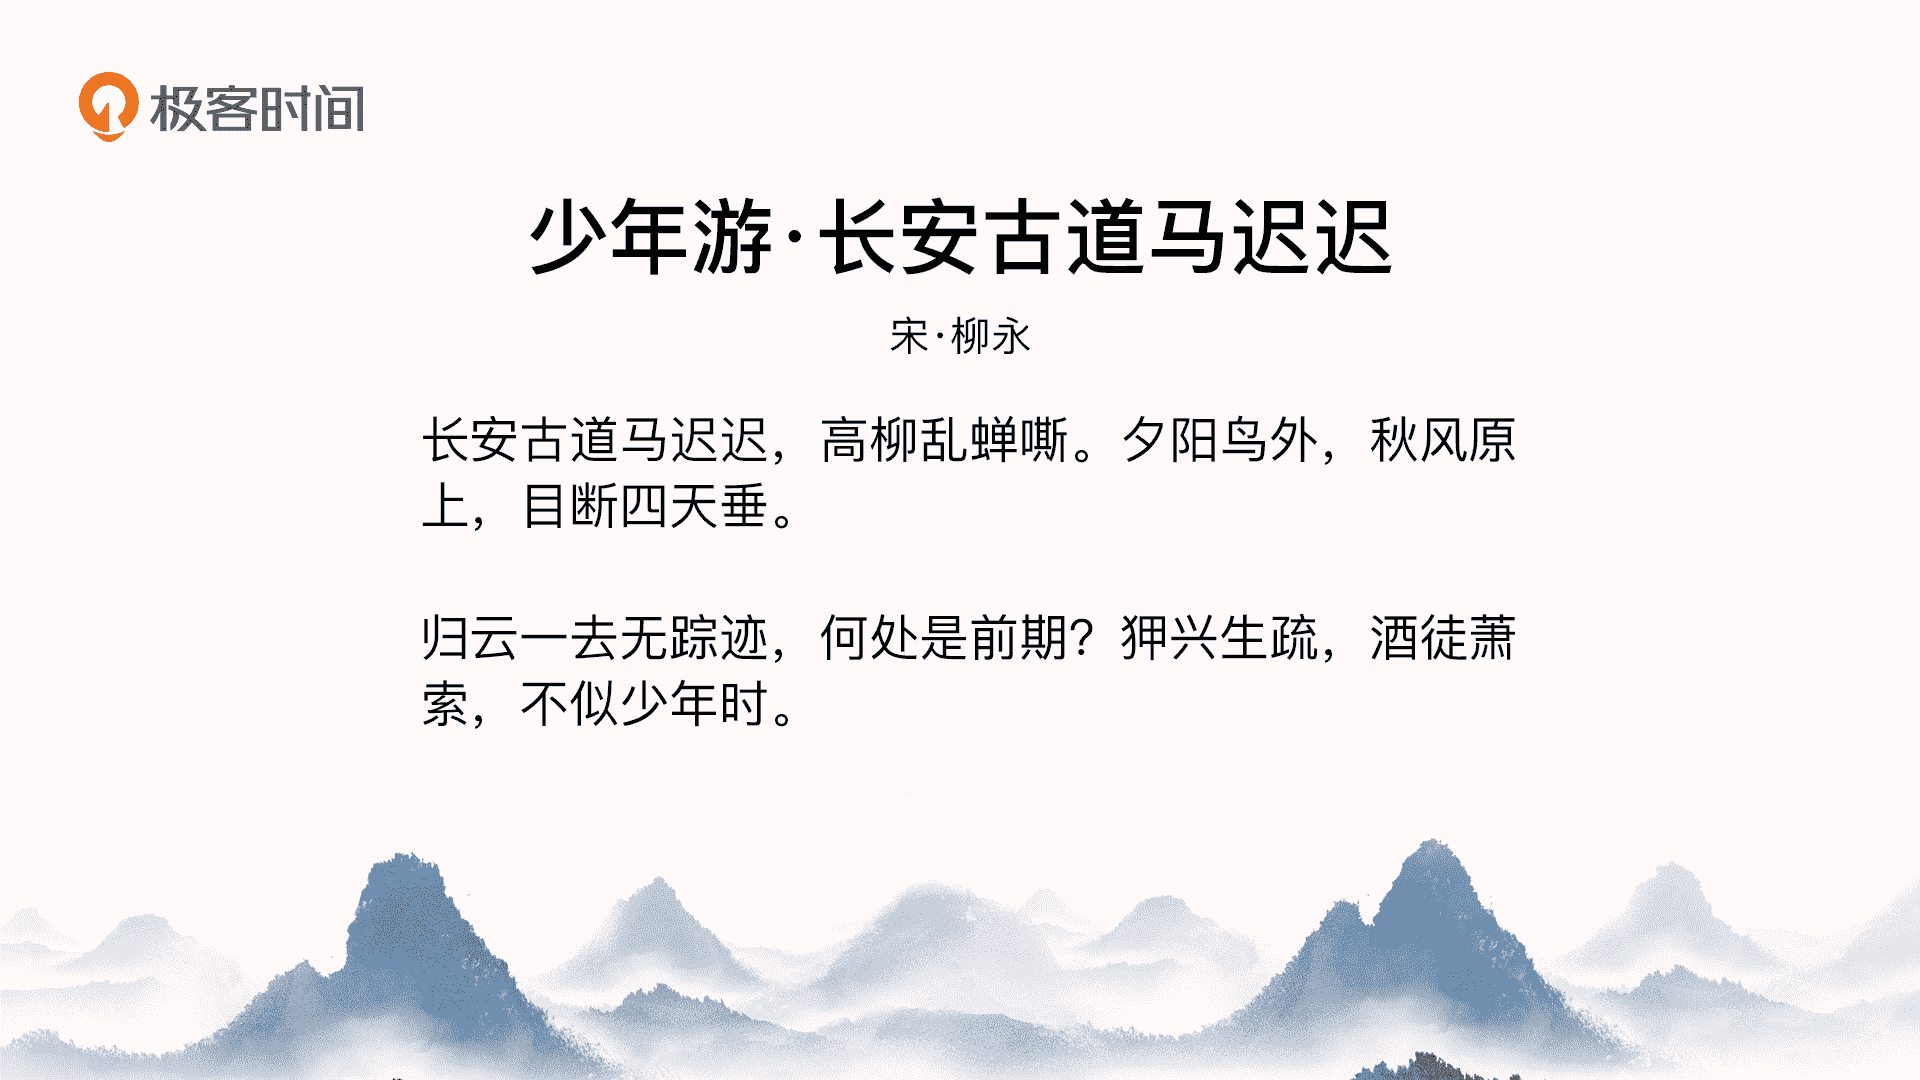 极客时间
少年游·长安古道马迟迟
宋·柳永
长安古道马迟迟，高柳乱蝉嘶。夕阳鸟外，秋风原
上，目断四天垂。
归云一去无踪迹，何处是前期？狎兴生疏，酒徒萧
索，不似少年时。